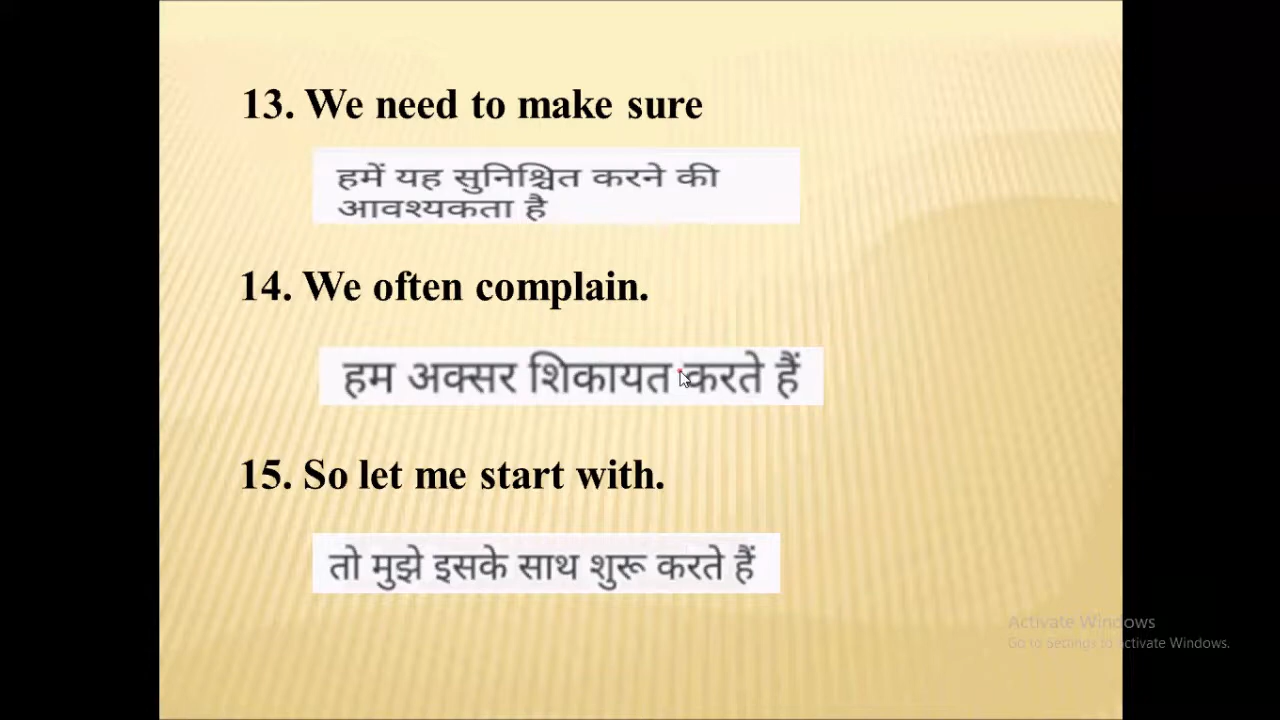 13. We need to make sure
हमें यह सुनिश्चित करने की
आवश्यकता है
14. We often complain.
हम अक्सर शिकायत करते हैं
15. So let me start with.
तो मुझे इसके साथ शुरू करते हैं
Activate Windows
Go to Settings to Activate Windows.